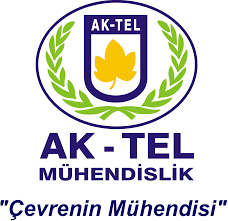 AK-TEL
AK - TEL
MÜHENDİSLİK
"Çevrenin Mühendisi"